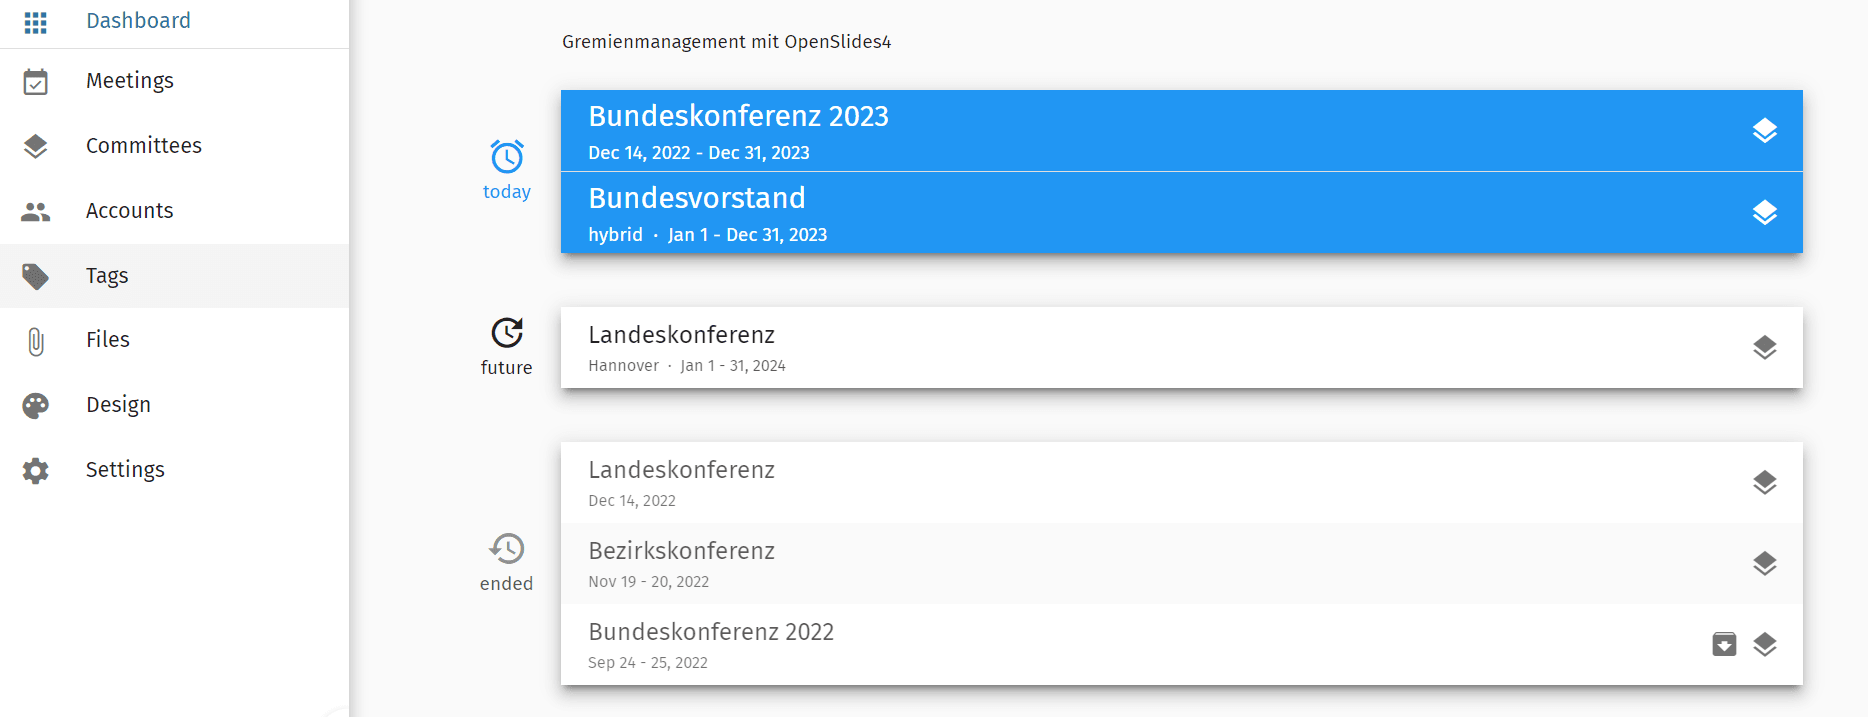 Dashboard
Meetings
Committees
Accounts
Tags
Files
Design
Settings
Gremienmanagement mit OpenSlides4
today
Bundeskonferenz 2023
Dec 14, 2022 - Dec 31, 2023
Bundesvorstand
hybrid · Jan 1 - Dec 31, 2023
future
Landeskonferenz
Hannover · Jan 1 - 31, 2024
ended
Landeskonferenz
Dec 14, 2022
Bezirkskonferenz
Nov 19 - 20, 2022
Bundeskonferenz 2022
Sep 24 - 25, 2022